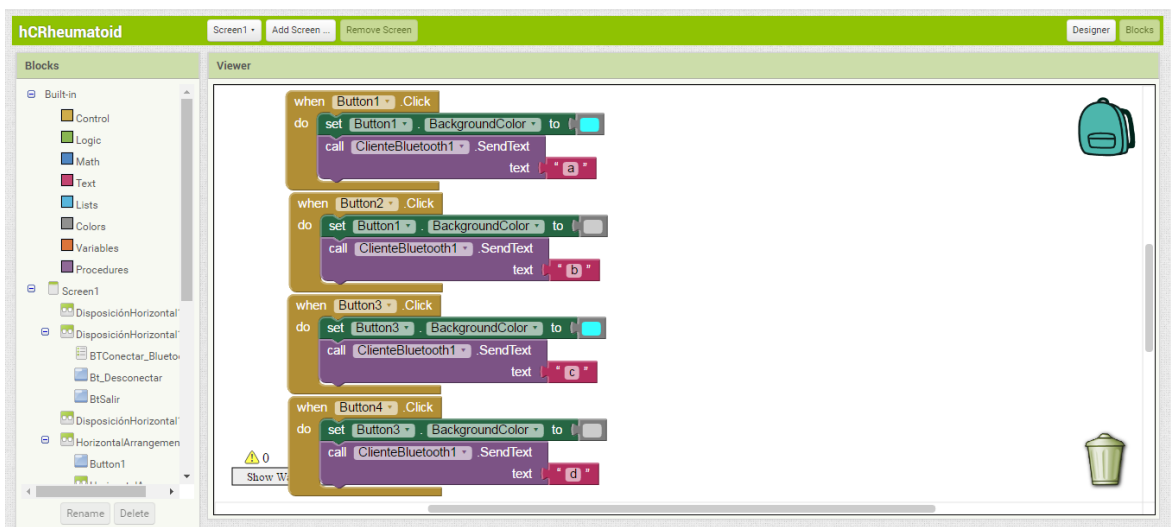 hCRheumatoid Screen1 Add Screen ... Remove Screen Designer Blocks
Blocks
Built-in
Control
Logic
Math
Text
Lists
Colors
Variables
Procedures
Screen1
DisposiciónHorizontal
DisposiciónHorizontal
BTConectar_Blueto
Bt_Desconectar
BtSalir
DisposiciónHorizontal
HorizontalArrangemen
Button1
Rename Delete
Viewer
when Button1 .Click
do set Button1 . BackgroundColor to
call ClienteBluetooth1 .SendText
text " a "
when Button2 .Click
do set Button1 . BackgroundColor to
call ClienteBluetooth1 .SendText
text " b "
when Button3 .Click
do set Button3 . BackgroundColor to
call ClienteBluetooth1 .SendText
text " c "
when Button4 .Click
do set Button3 . BackgroundColor to
call ClienteBluetooth1 .SendText
text " d "
0
Show W